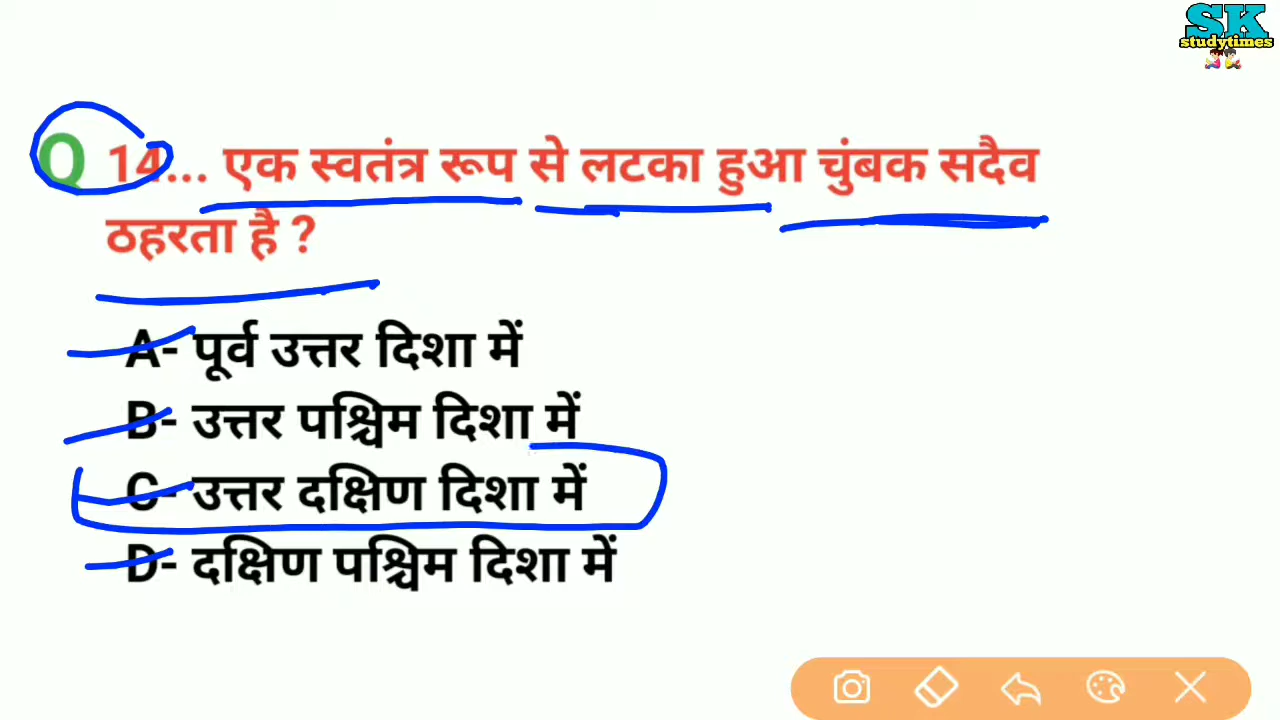 SK
studytimes
Q 14... एक स्वतंत्र रूप से लटका हुआ चुंबक सदैव
ठहरता है ?
A- पूर्व उत्तर दिशा में
B- उत्तर पश्चिम दिशा में
C- उत्तर दक्षिण दिशा में
D- दक्षिण पश्चिम दिशा में